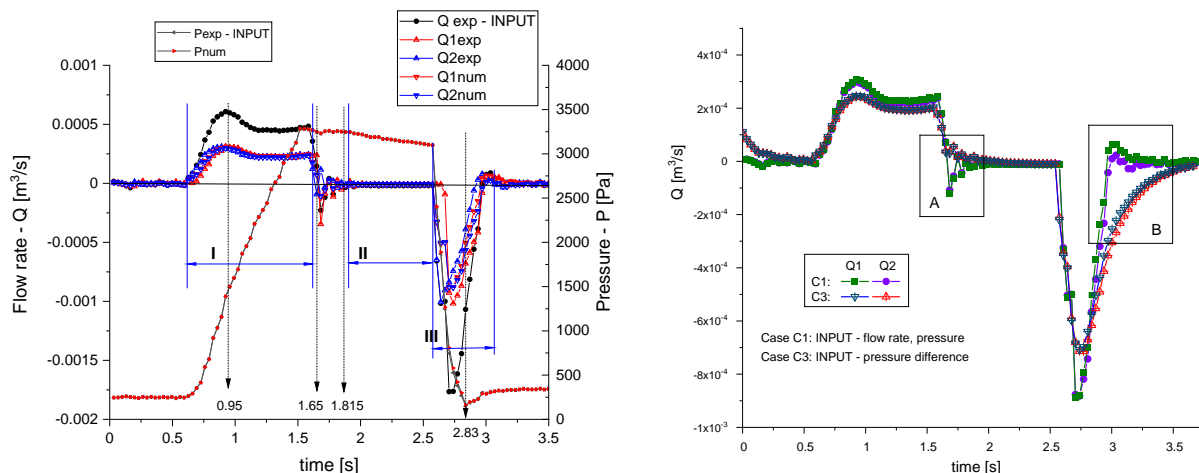 Pexp - INPUT
Pnum
Q exp - INPUT
Q1exp
Q2exp
Q1num
Q2num
0.001
0.0005
0
-0.0005
-0.001
-0.0015
-0.002
Flow rate - Q [m³/s]
4000
3500
3000
2500
2000
1500
1000
500
0
Pressure - P [Pa]
I
II
III
0.95
1.65
1.815
2.83
0
0.5
1
1.5
2
2.5
3
3.5
time [s]
4x10⁻⁴
2x10⁻⁴
0
-2x10⁻⁴
-4x10⁻⁴
-6x10⁻⁴
-8x10⁻⁴
-1x10⁻³
Q [m³/s]
A
B
Q1 Q2
C1:
C3:
Case C1: INPUT - flow rate, pressure
Case C3: INPUT - pressure difference
0.0
0.5
1.0
1.5
2.0
2.5
3.0
3.5
time [s]